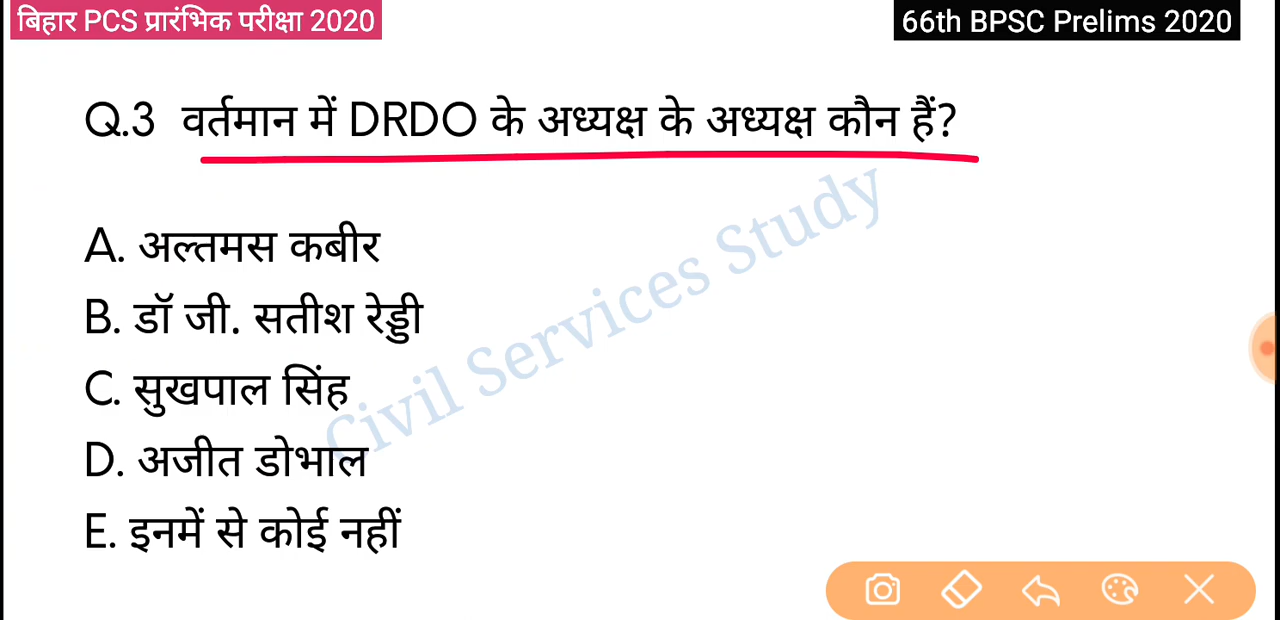 बिहार PCS प्रारंभिक परीक्षा 2020
66th BPSC Prelims 2020
Q.3 वर्तमान में DRDO के अध्यक्ष के अध्यक्ष कौन हैं?
A. अल्तमस कबीर
B. डॉ जी. सतीश रेड्डी
C. सुखपाल सिंह
D. अजीत डोभाल
E. इनमें से कोई नहीं
Civil Services Study